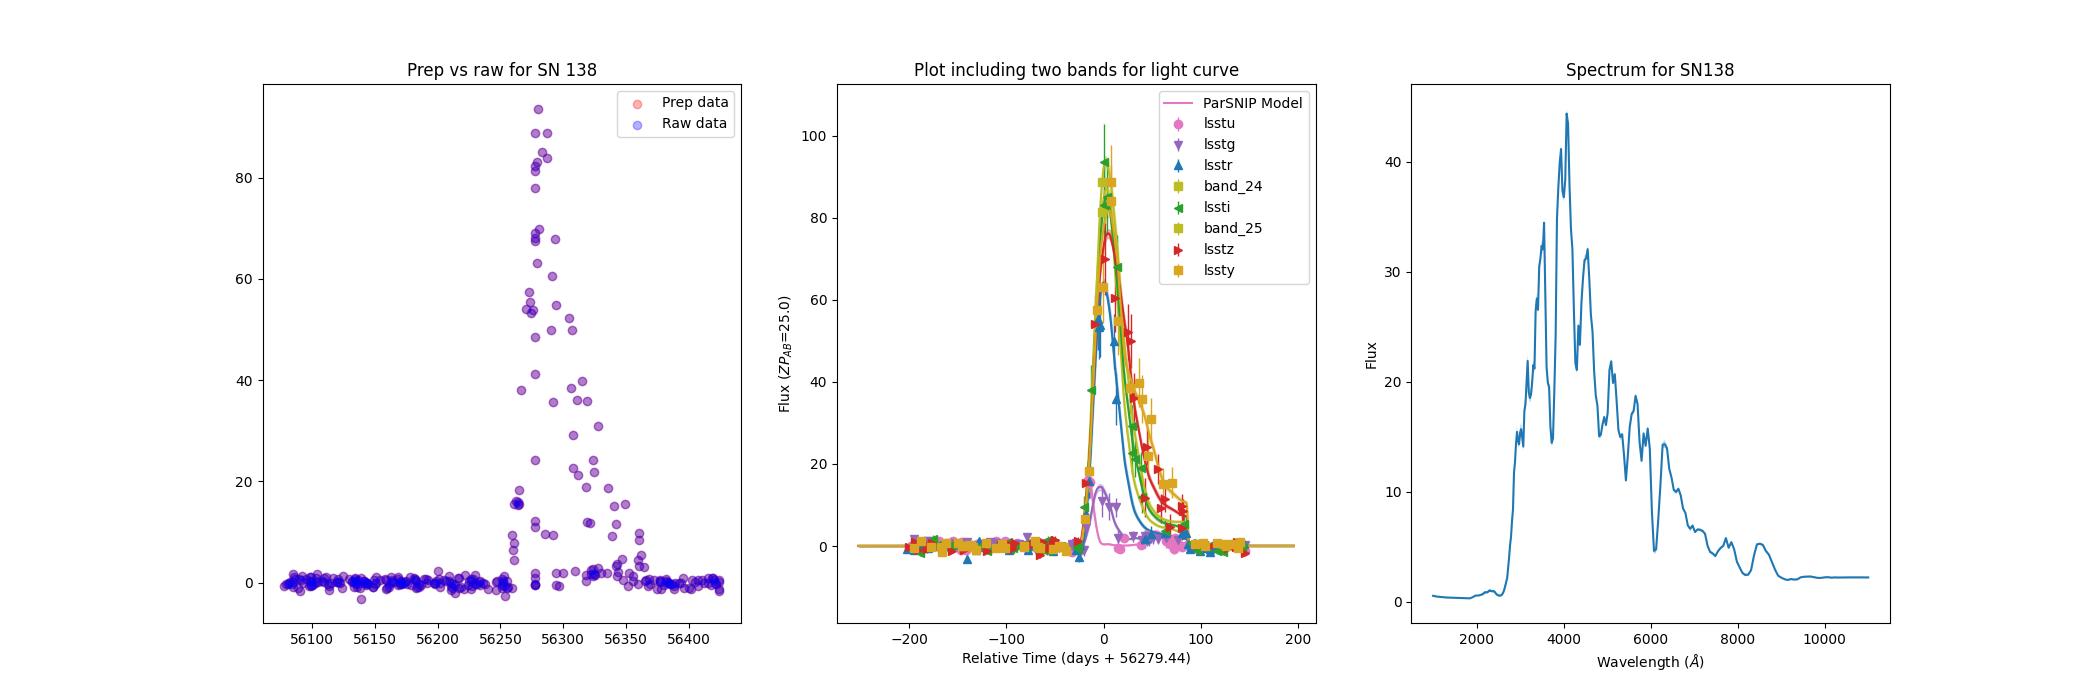 Prep vs raw for SN 138
Prep data
Raw data
80
60
40
20
0
56100
56150
56200
56250
56300
56350
56400
Plot including two bands for light curve
ParSNIP Model
lsstu
lsstg
lsstr
band_24
lssti
band_25
lsstz
lssty
100
80
60
40
20
0
Flux (ZP_AB=25.0)
−200
−100
0
100
200
Relative Time (days + 56279.44)
Spectrum for SN138
40
30
20
10
0
Flux
2000
4000
6000
8000
10000
Wavelength (Å)